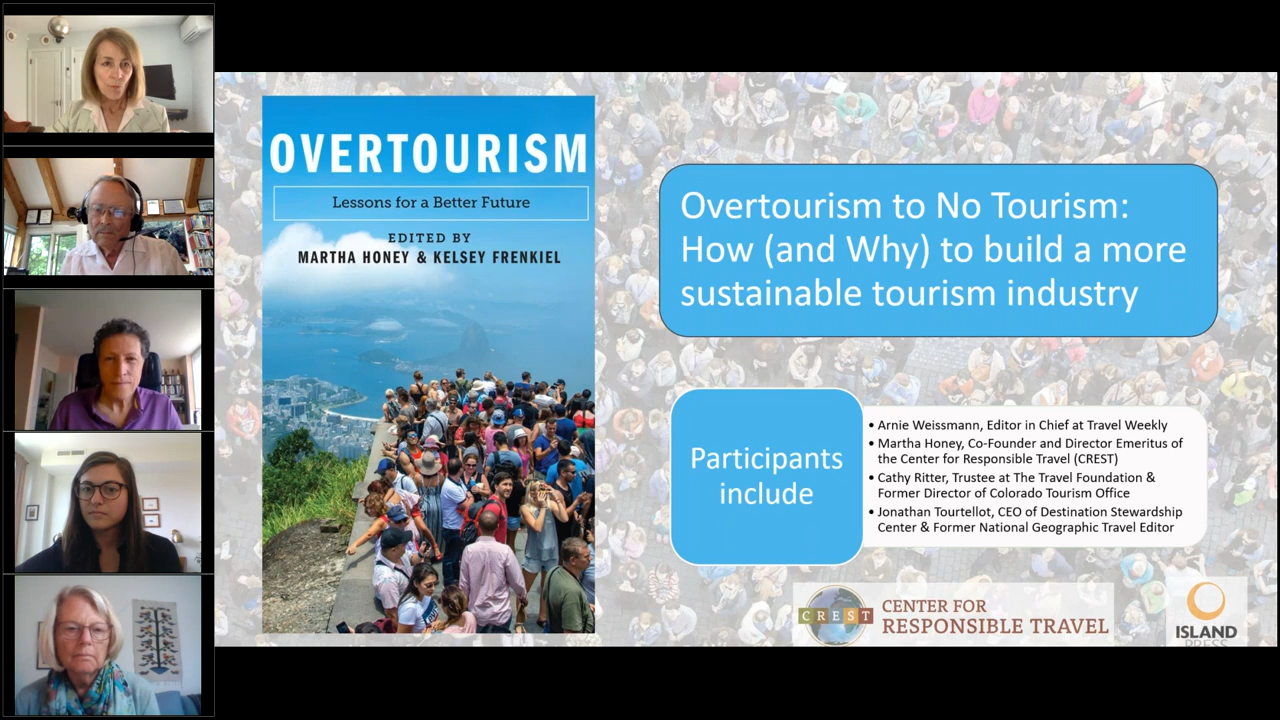 OVERTOURISM
Lessons for a Better Future
EDITED BY
MARTHA HONEY & KELSEY FRENKIEL
Overtourism to No Tourism:
How (and Why) to build a more
sustainable tourism industry
Participants
include
• Arnie Weissmann, Editor in Chief at Travel Weekly
• Martha Honey, Co-Founder and Director Emeritus of
the Center for Responsible Travel (CREST)
• Cathy Ritter, Trustee at The Travel Foundation &
Former Director of Colorado Tourism Office
• Jonathan Tourtellot, CEO of Destination Stewardship
Center & Former National Geographic Travel Editor
CREST
CENTER FOR
RESPONSIBLE TRAVEL
ISLAND
PRESS